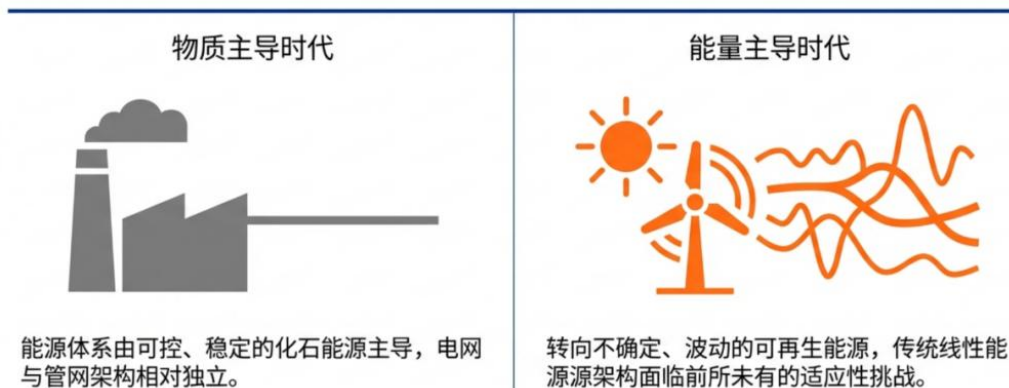 物质主导时代
能源体系由可控、稳定的化石能源主导，电网
与管网架构相对独立。
能量主导时代
转向不确定、波动的可再生能源，传统线性能
源源架构面临前所未有的适应性挑战。